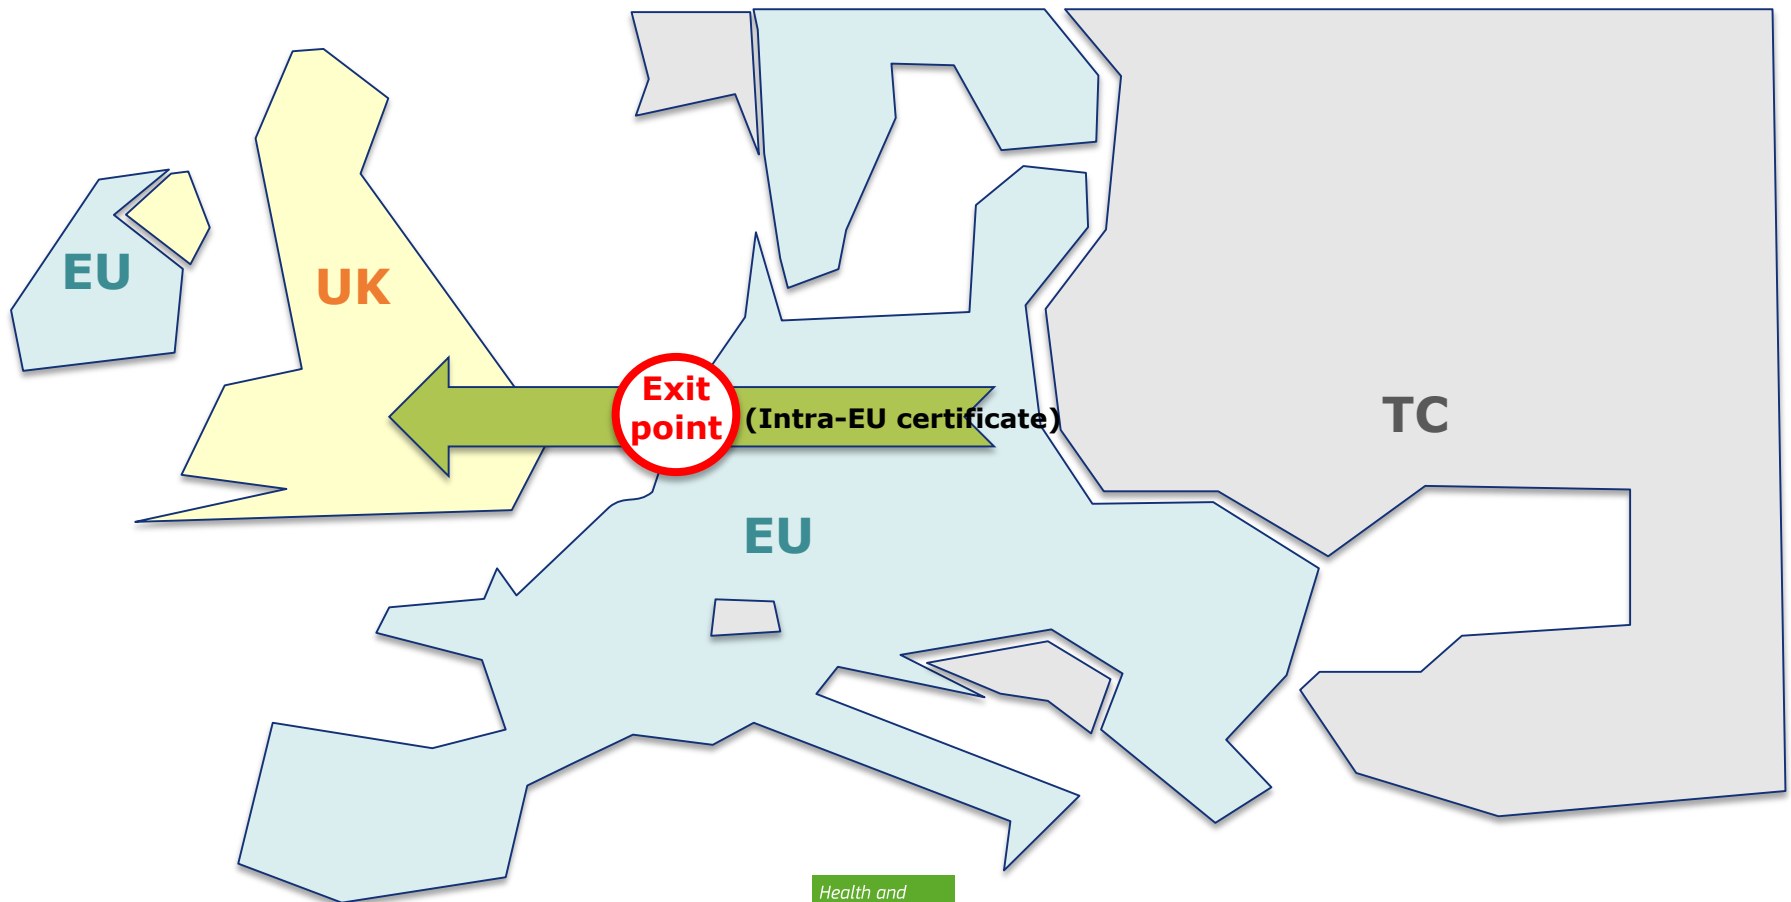 EU
UK
Exit
point
(Intra-EU certificate)
TC
EU
Health and